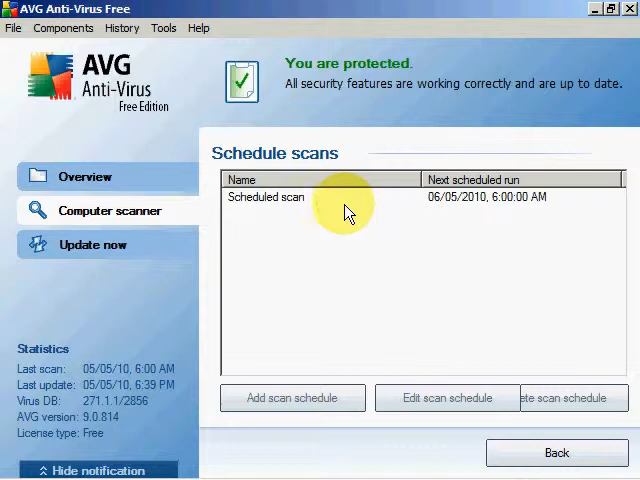 AVG Anti-Virus Free
File Components History Tools Help
AVG
Anti-Virus
Free Edition
You are protected.
All security features are working correctly and are up to date.
Schedule scans
Name Next scheduled run
Scheduled scan 06/05/2010, 6:00:00 AM
Overview
Computer scanner
Update now
Statistics
Last scan: 05/05/10, 6:00 AM
Last update: 05/05/10, 6:39 PM
Virus DB: 271.1.1/2856
AVG version: 9.0.814
License type: Free
Hide notification
Add scan schedule Edit scan schedule ete scan schedule
Back